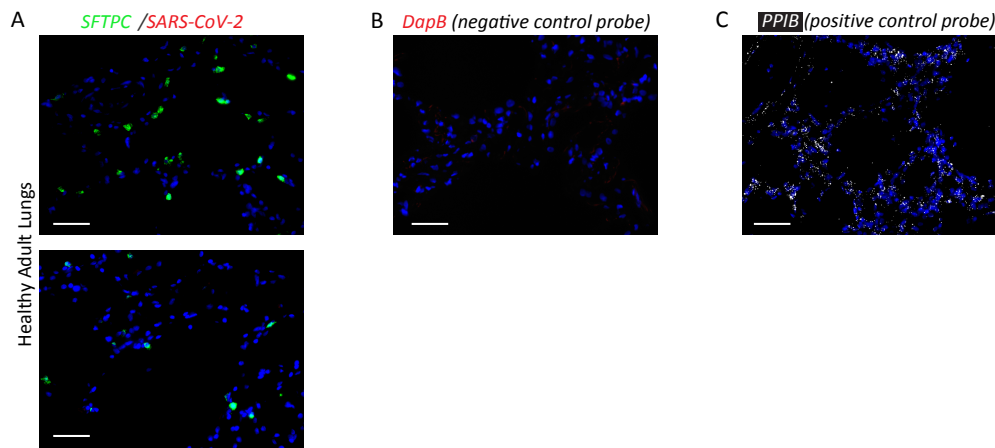 A
SFTPC /SARS-CoV-2
B
DapB (negative control probe)
C
PPIB (positive control probe)
Healthy Adult Lungs